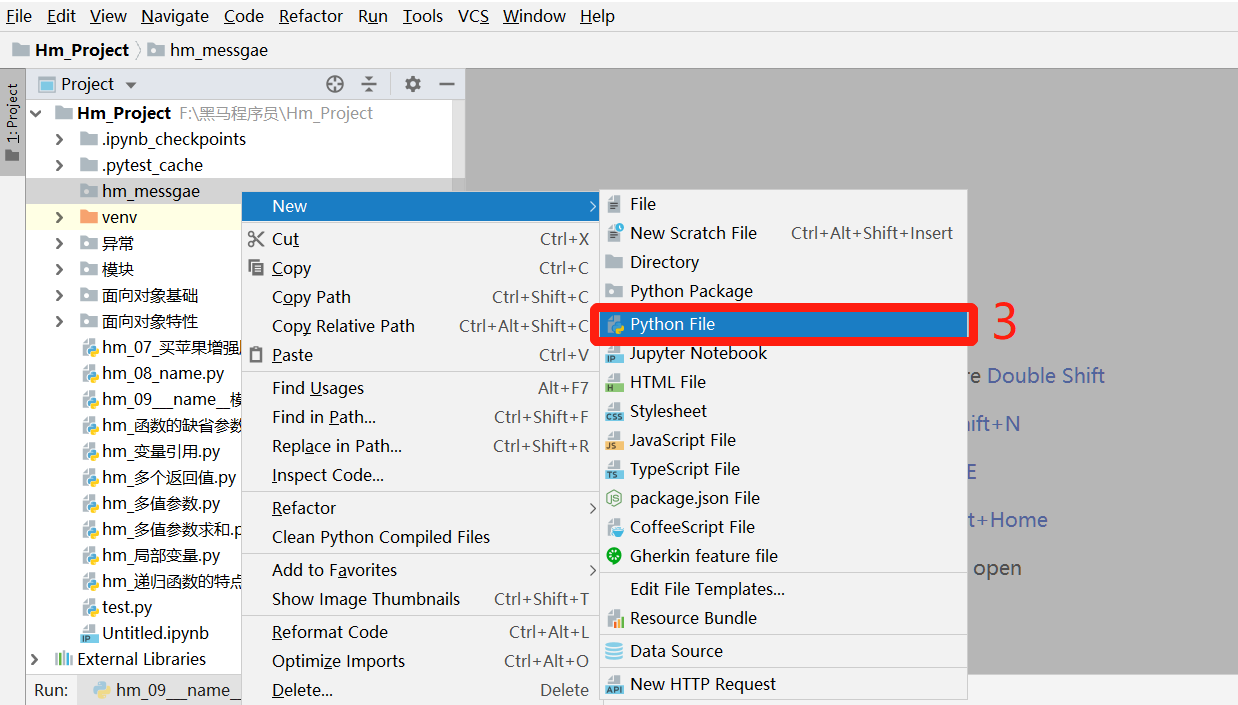 File Edit View Navigate Code Refactor Run Tools VCS Window Help
Hm_Project hm_messgae
1: Project
Project
Hm_Project F:\黑马程序员\Hm_Project
.ipynb_checkpoints
.pytest_cache
hm_messgae
venv
异常
模块
面向对象基础
面向对象特性
hm_07_买苹果增强
hm_08_name.py
hm_09__name__模
hm_函数的缺省参数
hm_变量引用.py
hm_多个返回值.py
hm_多值参数.py
hm_多值参数求和.p
hm_局部变量.py
hm_递归函数的特点
test.py
Untitled.ipynb
External Libraries
Run: hm_09__name_
New
Cut Ctrl+X
Copy Ctrl+C
Copy Path Ctrl+Shift+C
Copy Relative Path Ctrl+Alt+Shift+C
Paste Ctrl+V
Find Usages Alt+F7
Find in Path... Ctrl+Shift+F
Replace in Path... Ctrl+Shift+R
Inspect Code...
Refactor
Clean Python Compiled Files
Add to Favorites
Show Image Thumbnails Ctrl+Shift+T
Reformat Code Ctrl+Alt+L
Optimize Imports Ctrl+Alt+O
Delete... Delete
File
New Scratch File Ctrl+Alt+Shift+Insert
Directory
Python Package
Python File
3
Jupyter Notebook
HTML File
Stylesheet
JavaScript File
TypeScript File
package.json File
CoffeeScript File
Gherkin feature file
Edit File Templates...
Resource Bundle
Data Source
New HTTP Request
re Double Shift
ift+N
E
t+Home
open